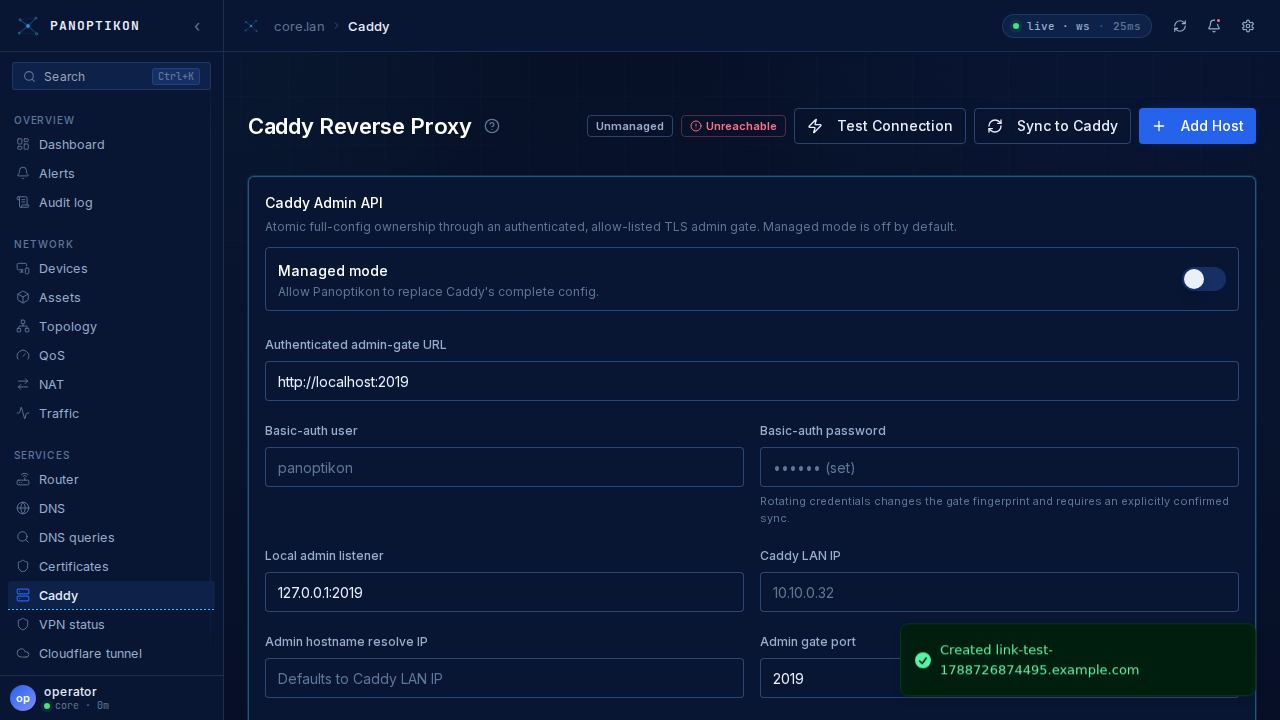 PANOPTIKON
core.lan
Caddy
live · ws · 25ms
Search
Ctrl+K
OVERVIEW
Dashboard
Alerts
Audit log
NETWORK
Devices
Assets
Topology
QoS
NAT
Traffic
SERVICES
Router
DNS
DNS queries
Certificates
Caddy
VPN status
Cloudflare tunnel
op
operator
core · 0m
Caddy Reverse Proxy
Unmanaged
Unreachable
Test Connection
Sync to Caddy
Add Host
Caddy Admin API
Atomic full-config ownership through an authenticated, allow-listed TLS admin gate. Managed mode is off by default.
Managed mode
Allow Panoptikon to replace Caddy's complete config.
Authenticated admin-gate URL
http://localhost:2019
Basic-auth user
panoptikon
Basic-auth password
•••••• (set)
Rotating credentials changes the gate fingerprint and requires an explicitly confirmed
sync.
Local admin listener
127.0.0.1:2019
Caddy LAN IP
10.10.0.32
Admin hostname resolve IP
Defaults to Caddy LAN IP
Admin gate port
2019
Created link-test-
1788726874495.example.com